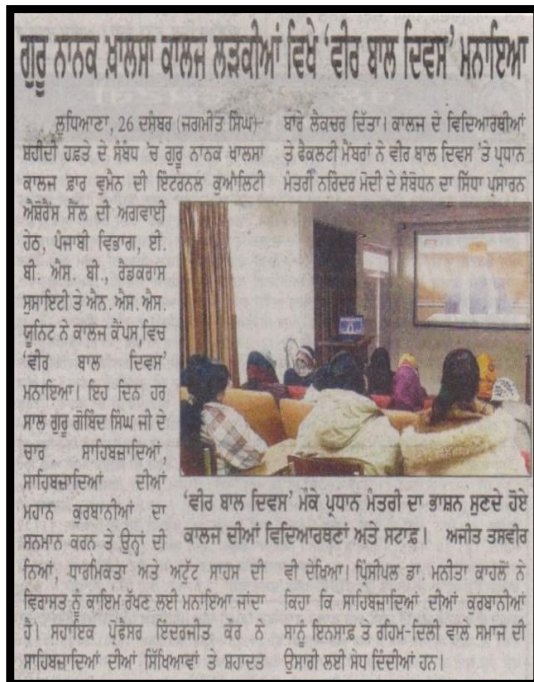 ਗੁਰੂ ਨਾਨਕ ਖ਼ਾਲਸਾ ਕਾਲਜ ਲੜਕੀਆਂ ਵਿਖੇ 'ਵੀਰ ਬਾਲ ਦਿਵਸ' ਮਨਾਇਆ
ਲੁਧਿਆਣਾ, 26 ਦਸੰਬਰ (ਜਗਮੀਤ ਸਿੰਘ)-
ਸ਼ਹੀਦੀ ਹਫ਼ਤੇ ਦੇ ਸੰਬੰਧ 'ਚ ਗੁਰੂ ਨਾਨਕ ਖਾਲਸਾ
ਕਾਲਜ ਫ਼ਾਰ ਵੂਮੈਨ ਦੀ ਇੰਟਰਨਲ ਕੁਆਲਿਟੀ
ਐਸ਼ੋਰੈਂਸ ਸੈੱਲ ਦੀ ਅਗਵਾਈ
ਹੇਠ, ਪੰਜਾਬੀ ਵਿਭਾਗ, ਈ.
ਬੀ. ਐਸ. ਬੀ., ਰੈਡਕਰਾਸ
ਸੁਸਾਇਟੀ ਤੇ ਐਨ. ਐਸ. ਐਸ.
ਯੂਨਿਟ ਨੇ ਕਾਲਜ ਕੈਂਪਸ,ਵਿਚ
'ਵੀਰ ਬਾਲ ਦਿਵਸ'
ਮਨਾਇਆ। ਇਹ ਦਿਨ ਹਰ
ਸਾਲ ਗੁਰੂ ਗੋਬਿੰਦ ਸਿੰਘ ਜੀ ਦੇ
ਚਾਰ ਸਾਹਿਬਜ਼ਾਦਿਆਂ,
ਸਾਹਿਬਜ਼ਾਦਿਆਂ ਦੀਆਂ
ਮਹਾਨ ਕੁਰਬਾਨੀਆਂ ਦਾ
ਸਨਮਾਨ ਕਰਨ ਤੇ ਉਨ੍ਹਾਂ ਦੀ
ਨਿਆਂ, ਧਾਰਮਿਕਤਾ ਅਤੇ ਅਟੁੱਟ ਸਾਹਸ ਦੀ
ਵਿਰਾਸਤ ਨੂੰ ਕਾਇਮ ਰੱਖਣ ਲਈ ਮਨਾਇਆ ਜਾਂਦਾ
ਹੈ। ਸਹਾਇਕ ਪ੍ਰੋਫੈਸਰ ਇੰਦਰਜੀਤ ਕੌਰ ਨੇ
ਸਾਹਿਬਜ਼ਾਦਿਆਂ ਦੀਆਂ ਸਿੱਖਿਆਵਾਂ ਤੇ ਸ਼ਹਾਦਤ
ਬਾਰੇ ਲੈਕਚਰ ਦਿੱਤਾ। ਕਾਲਜ ਦੇ ਵਿਦਿਆਰਥੀਆਂ
ਤੇ ਫੈਕਲਟੀ ਮੈਂਬਰਾਂ ਨੇ ਵੀਰ ਬਾਲ ਦਿਵਸ 'ਤੇ ਪ੍ਰਧਾਨ
ਮੰਤਰੀ ਨਰਿੰਦਰ ਮੋਦੀ ਦੇ ਸੰਬੋਧਨ ਦਾ ਸਿੱਧਾ ਪ੍ਰਸਾਰਨ
'ਵੀਰ ਬਾਲ ਦਿਵਸ' ਮੌਕੇ ਪ੍ਰਧਾਨ ਮੰਤਰੀ ਦਾ ਭਾਸ਼ਨ ਸੁਣਦੇ ਹੋਏ
ਕਾਲਜ ਦੀਆਂ ਵਿਦਿਆਰਥਣਾਂ ਅਤੇ ਸਟਾਫ਼। ਅਜੀਤ ਤਸਵੀਰ
ਵੀ ਦੇਖਿਆ। ਪ੍ਰਿੰਸੀਪਲ ਡਾ. ਮਨੀਤਾ ਕਾਹਲੋਂ ਨੇ
ਕਿਹਾ ਕਿ ਸਾਹਿਬਜ਼ਾਦਿਆਂ ਦੀਆਂ ਕੁਰਬਾਨੀਆਂ
ਸਾਨੂੰ ਇਨਸਾਫ਼ ਤੇ ਰਹਿਮ-ਦਿਲੀ ਵਾਲੇ ਸਮਾਜ ਦੀ
ਉਸਾਰੀ ਲਈ ਸੇਧ ਦਿੰਦੀਆਂ ਹਨ।